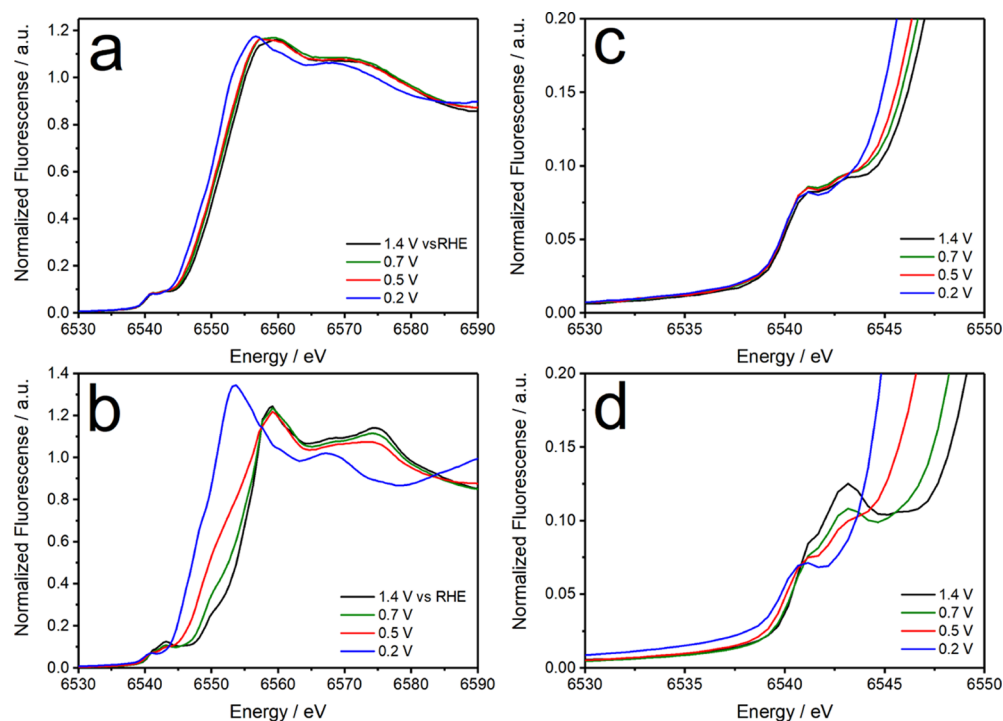 a
Normalized Fluorescense / a.u.
1.2
1.0
0.8
0.6
0.4
0.2
0.0
1.4 V vsRHE
0.7 V
0.5 V
0.2 V
6530 6540 6550 6560 6570 6580 6590
Energy / eV
c
Normalized Fluorescense / a.u.
0.20
0.15
0.10
0.05
0.00
1.4 V
0.7 V
0.5 V
0.2 V
6530 6535 6540 6545 6550
Energy / eV
b
Normalized Fluorescense / a.u.
1.4
1.2
1.0
0.8
0.6
0.4
0.2
0.0
1.4 V vs RHE
0.7 V
0.5 V
0.2 V
6530 6540 6550 6560 6570 6580 6590
Energy / eV
d
Normalized Fluorescense / a.u.
0.20
0.15
0.10
0.05
0.00
1.4 V
0.7 V
0.5 V
0.2 V
6530 6535 6540 6545 6550
Energy / eV